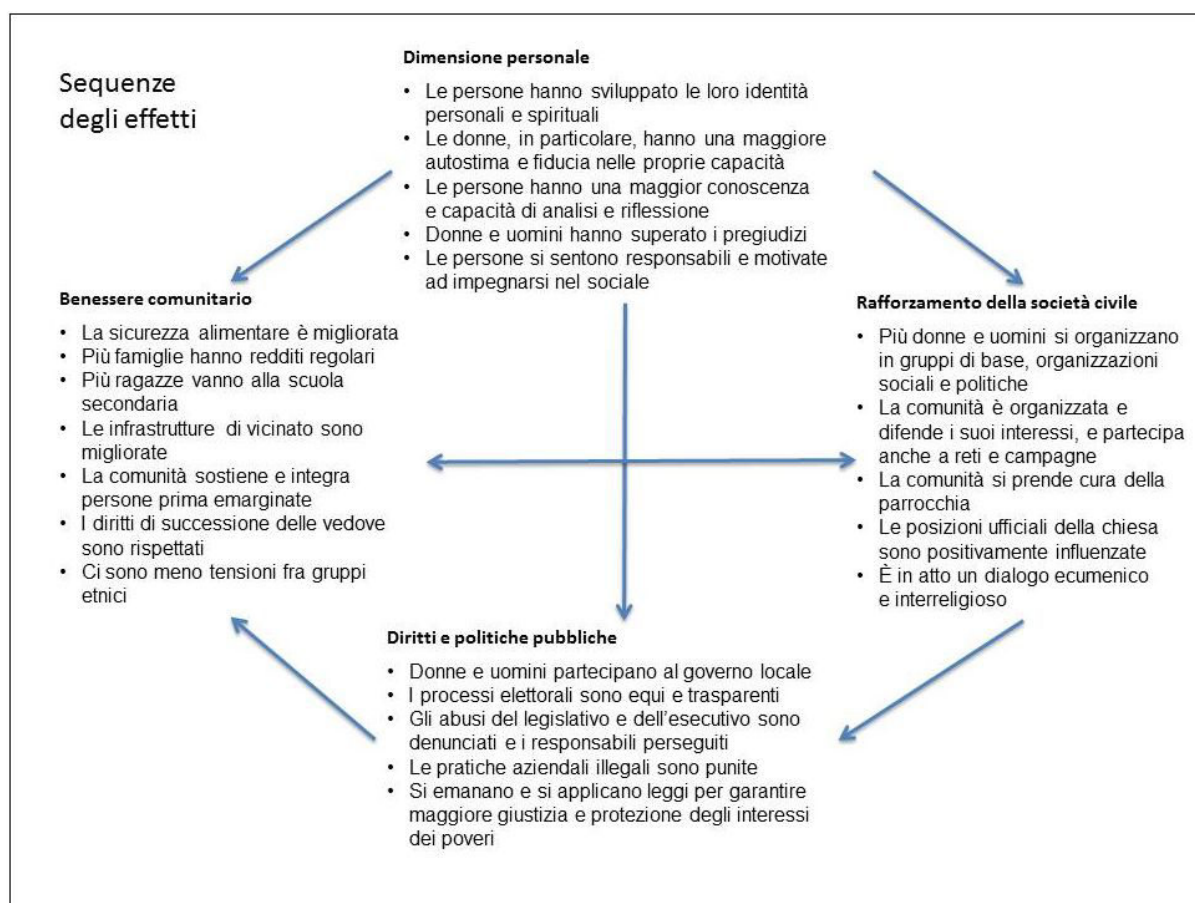 Sequenze
degli effetti
Dimensione personale
• Le persone hanno sviluppato le loro identità
personali e spirituali
• Le donne, in particolare, hanno una maggiore
autostima e fiducia nelle proprie capacità
• Le persone hanno una maggior conoscenza
e capacità di analisi e riflessione
• Donne e uomini hanno superato i pregiudizi
• Le persone si sentono responsabili e motivate
ad impegnarsi nel sociale
Benessere comunitario
• La sicurezza alimentare è migliorata
• Più famiglie hanno redditi regolari
• Più ragazze vanno alla scuola
secondaria
• Le infrastrutture di vicinato sono
migliorate
• La comunità sostiene e integra
persone prima emarginate
• I diritti di successione delle vedove
sono rispettati
• Ci sono meno tensioni fra gruppi
etnici
Rafforzamento della società civile
• Più donne e uomini si organizzano
in gruppi di base, organizzazioni
sociali e politiche
• La comunità è organizzata e
difende i suoi interessi, e partecipa
anche a reti e campagne
• La comunità si prende cura della
parrocchia
• Le posizioni ufficiali della chiesa
sono positivamente influenzate
• È in atto un dialogo ecumenico
e interreligioso
Diritti e politiche pubbliche
• Donne e uomini partecipano al governo locale
• I processi elettorali sono equi e trasparenti
• Gli abusi del legislativo e dell’esecutivo sono
denunciati e i responsabili perseguiti
• Le pratiche aziendali illegali sono punite
• Si emanano e si applicano leggi per garantire
maggiore giustizia e protezione degli interessi
dei poveri